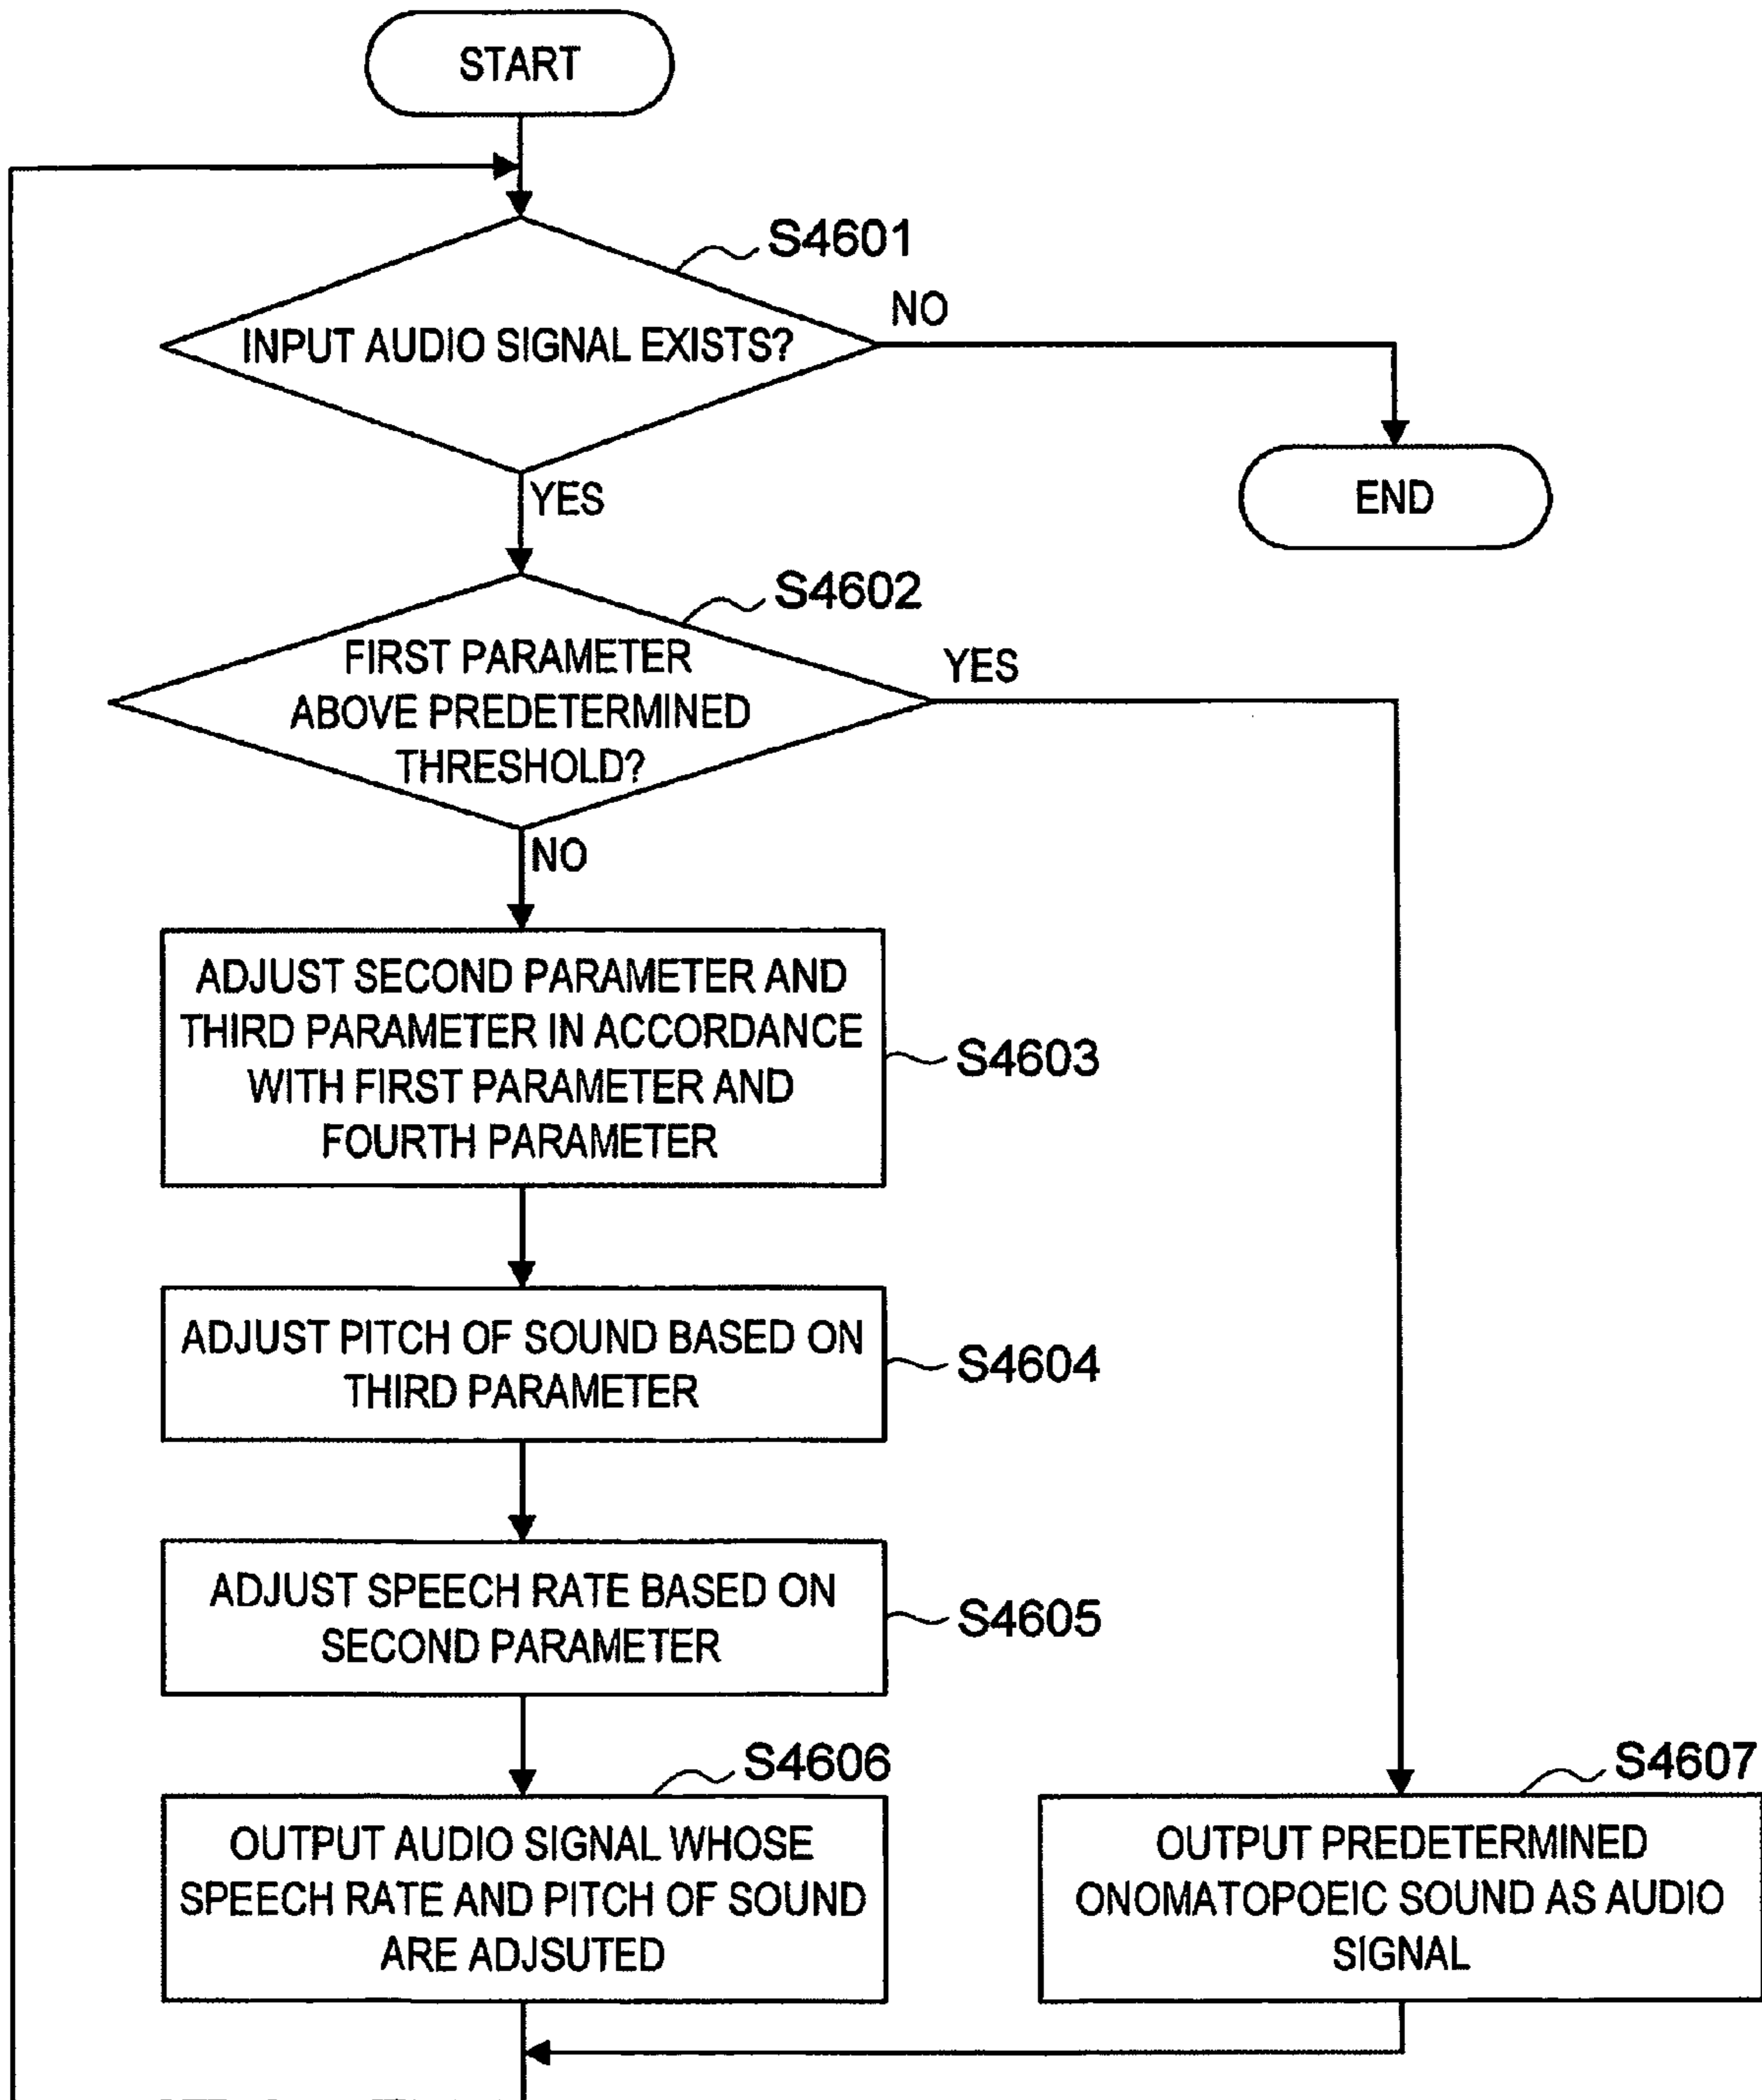 START
S4601
INPUT AUDIO SIGNAL EXISTS?
NO
YES
END
S4602
FIRST PARAMETER
ABOVE PREDETERMINED
THRESHOLD?
YES
NO
ADJUST SECOND PARAMETER AND
THIRD PARAMETER IN ACCORDANCE
WITH FIRST PARAMETER AND
FOURTH PARAMETER
S4603
ADJUST PITCH OF SOUND BASED ON
THIRD PARAMETER
S4604
ADJUST SPEECH RATE BASED ON
SECOND PARAMETER
S4605
S4606
OUTPUT AUDIO SIGNAL WHOSE
SPEECH RATE AND PITCH OF SOUND
ARE ADJSUTED
S4607
OUTPUT PREDETERMINED
ONOMATOPOEIC SOUND AS AUDIO
SIGNAL